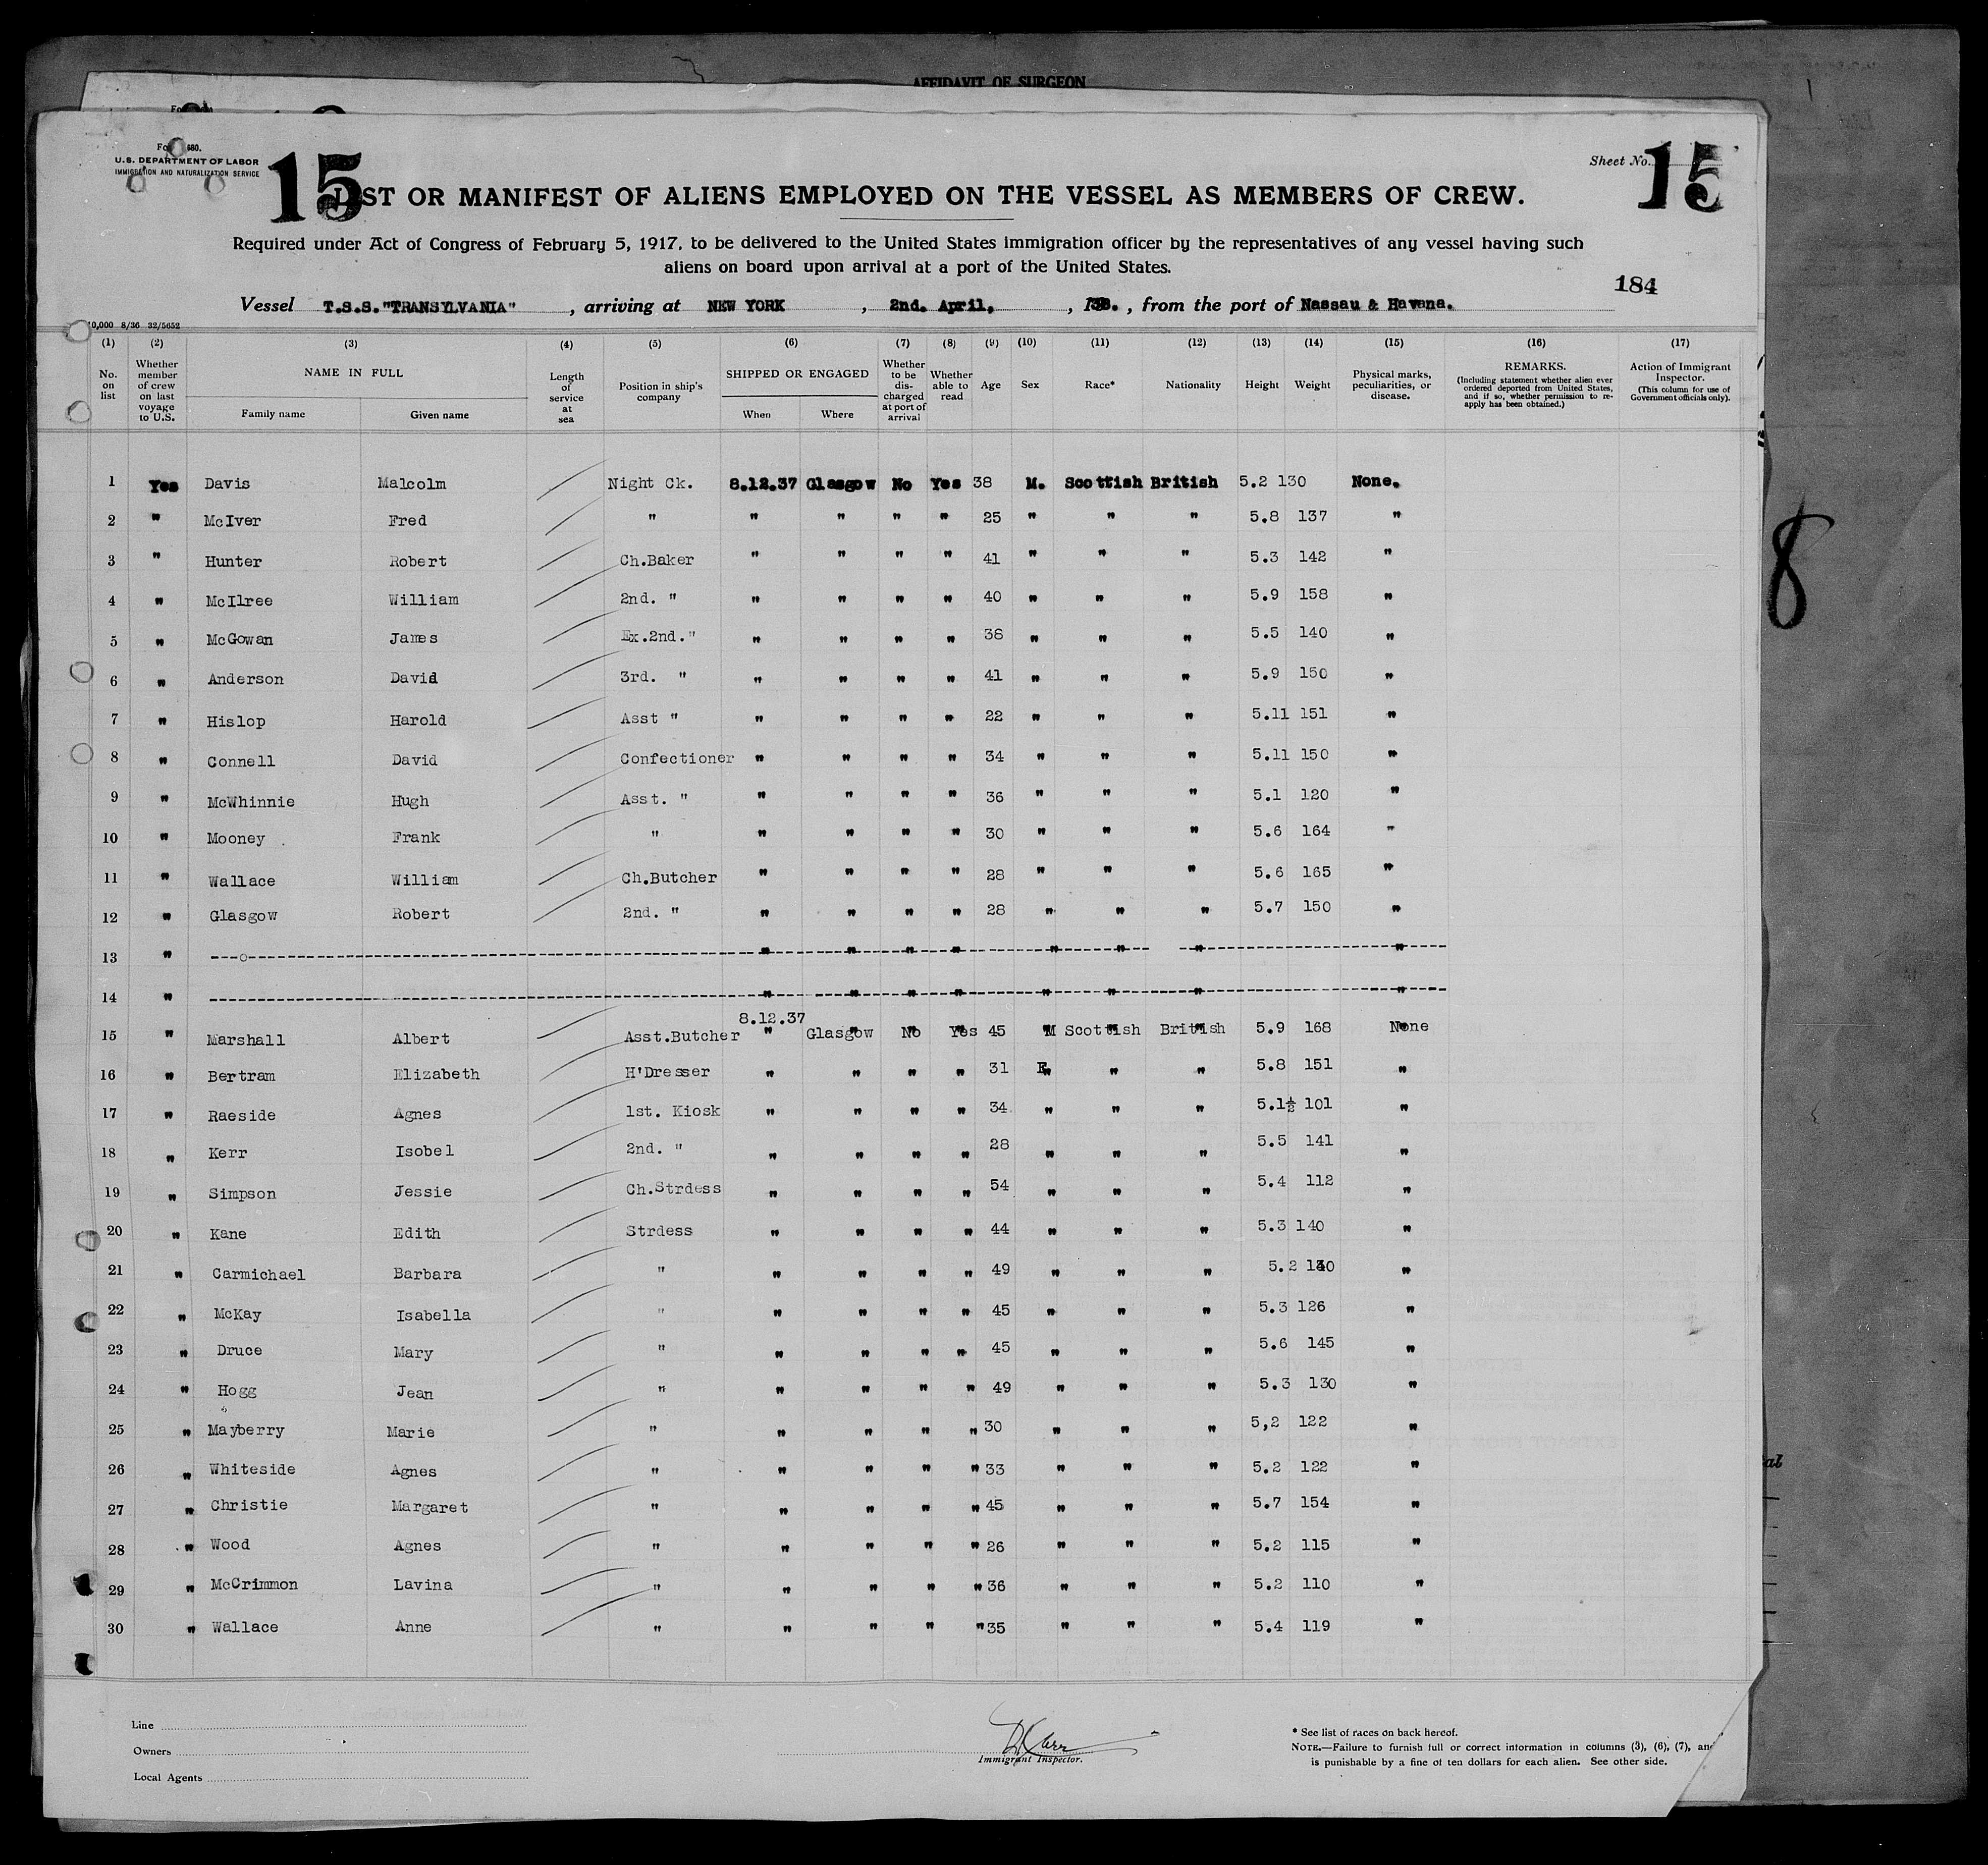 AFFIDAVIT OF SURGEON
U.S. DEPARTMENT OF LABOR
IMMIGRATION AND NATURALIZATION SERVICE
15
Sheet No. 15
LIST OR MANIFEST OF ALIENS EMPLOYED ON THE VESSEL AS MEMBERS OF CREW.
Required under Act of Congress of February 5, 1917, to be delivered to the United States immigration officer by the representatives of any vessel having such
aliens on board upon arrival at a port of the United States.
184
Vessel T.S.S."TRANSYLVANIA" , arriving at NEW YORK , 2nd. April, , 138. , from the port of Nassau & Havana.
0,000 8/36 32/5652
(1) (2) (3) (4) (5) (6) (7) (8) (9) (10) (11) (12) (13) (14) (15) (16) (17)
No. on list
Whether member of crew on last voyage to U.S.
NAME IN FULL
Family name Given name
Length of service at sea
Position in ship's company
SHIPPED OR ENGAGED
When Where
Whether to be discharged at port of arrival
Whether able to read
Age Sex Race* Nationality Height Weight
Physical marks, peculiarities, or disease.
REMARKS.
(Including statement whether alien ever ordered deported from United States, and if so, whether permission to re-apply has been obtained.)
Action of Immigrant Inspector.
(This column for use of Government officials only).
1 Yes Davis Malcolm Night Ck. 8.12.37 Glasgow No Yes 38 M. Scottish British 5.2 130 None.
2 " McIver Fred " " " " " 25 " " " 5.8 137 "
3 " Hunter Robert Ch.Baker " " " " 41 " " " 5.3 142 "
4 " McIlree William 2nd. " " " " " 40 " " " 5.9 158 "
5 " McGowan James Ex.2nd." " " " " 38 " " " 5.5 140 "
6 " Anderson David 3rd. " " " " " 41 " " " 5.9 150 "
7 " Hislop Harold Asst " " " " " 22 " " " 5.11 151 "
8 " Connell David Confectioner " " " " 34 " " " 5.11 150 "
9 " McWhinnie Hugh Asst. " " " " " 36 " " " 5.1 120 "
10 " Mooney Frank " " " " " 30 " " " 5.6 164 "
11 " Wallace William Ch.Butcher " " " " 28 " " " 5.6 165 "
12 " Glasgow Robert 2nd. " " " " " 28 " " " 5.7 150 "
13 " ---o--- " " " " " " " "
14 " ------ " " " " " " " "
15 " Marshall Albert Asst.Butcher 8.12.37 Glasgow No Yes 45 M Scottish British 5.9 168 None
16 " Bertram Elizabeth H'Dresser " " " " 31 F " " 5.8 151 "
17 " Raeside Agnes 1st. Kiosk " " " " 34 " " " 5.1½ 101 "
18 " Kerr Isobel 2nd. " " " " " 28 " " " 5.5 141 "
19 " Simpson Jessie Ch.Strdess " " " " 54 " " " 5.4 112 "
20 " Kane Edith Strdess " " " " 44 " " " 5.3 140 "
21 " Carmichael Barbara " " " " " 49 " " " 5.2 "
22 " McKay Isabella " " " " " 45 " " " 5.3 126 "
23 " Druce Mary " " " " " 45 " " " 5.6 145 "
24 " Hogg Jean " " " " " 49 " " " 5.3 130 "
25 " Mayberry Marie " " " " " 30 " " " 5,2 122 "
26 " Whiteside Agnes " " " " " 33 " " " 5.2 122 "
27 " Christie Margaret " " " " " 45 " " " 5.7 154 "
28 " Wood Agnes " " " " " 26 " " " 5.2 115 "
29 " McCrimmon Lavina " " " " " 36 " " " 5.2 110 "
30 " Wallace Anne " " " " " 35 " " " 5.4 119 "
8
Line
Owners
Local Agents
Immigrant Inspector.
* See list of races on back hereof.
NOTE.—Failure to furnish full or correct information in columns (3), (6), (7), and
is punishable by a fine of ten dollars for each alien. See other side.